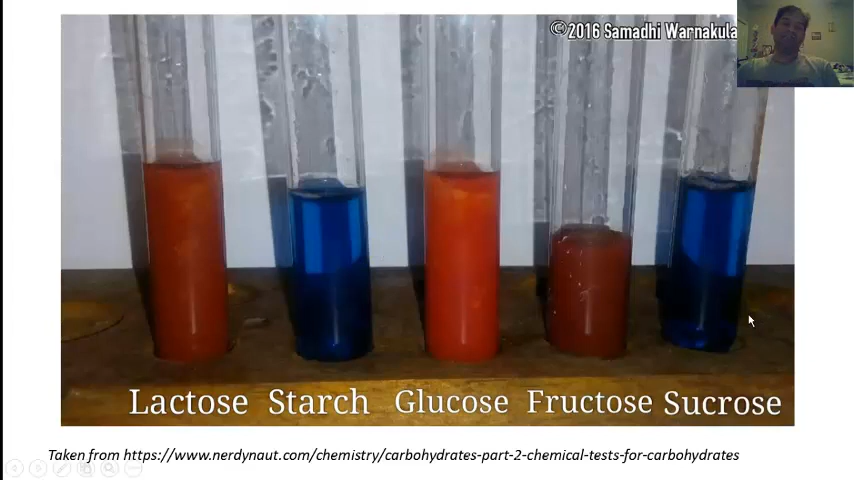 ©2016 Samadhi Warnakula
Lactose Starch Glucose Fructose Sucrose
Taken from https://www.nerdynaut.com/chemistry/carbohydrates-part-2-chemical-tests-for-carbohydrates